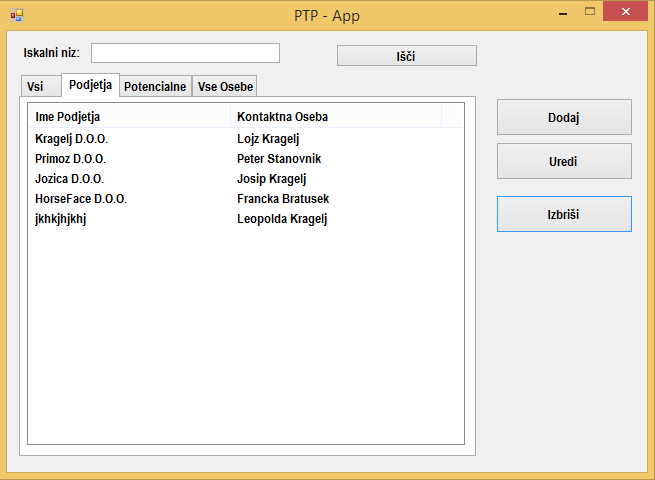 PTP - App
Iskalni niz:
Išči
Vsi Podjetja Potencialne Vse Osebe
Ime Podjetja Kontaktna Oseba
Kragelj D.O.O. Lojz Kragelj
Primoz D.O.O. Peter Stanovnik
Jozica D.O.O. Josip Kragelj
HorseFace D.O.O. Francka Bratusek
jkhkjhjkhj Leopolda Kragelj
Dodaj
Uredi
Izbriši